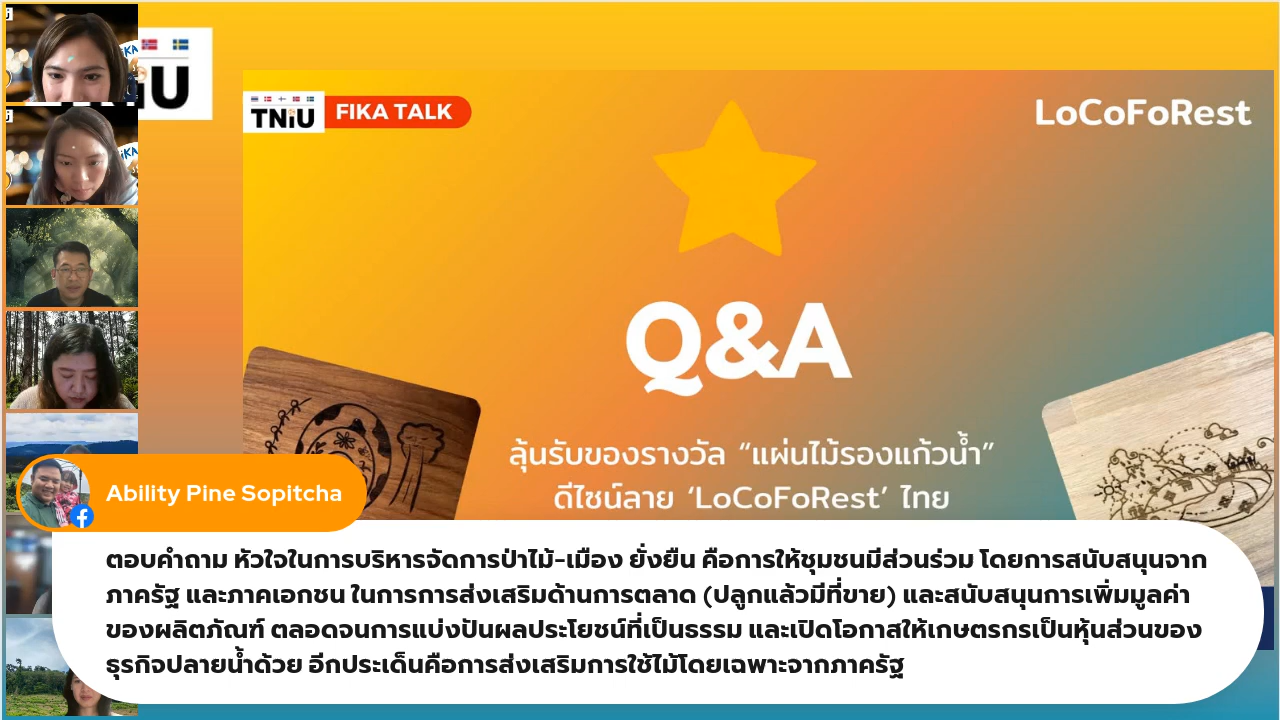 TNiU
FIKA TALK
LoCoFoRest
Q&A
ลุ้นรับของรางวัล “แผ่นไม้รองแก้วน้ำ”
ดีไซน์ลาย ‘LoCoFoRest’ ไทย
Ability Pine Sopitcha
ตอบคำถาม หัวใจในการบริหารจัดการป่าไม้-เมือง ยั่งยืน คือการให้ชุมชนมีส่วนร่วม โดยการสนับสนุนจาก
ภาครัฐ และภาคเอกชน ในการการส่งเสริมด้านการตลาด (ปลูกแล้วมีที่ขาย) และสนับสนุนการเพิ่มมูลค่า
ของผลิตภัณฑ์ ตลอดจนการแบ่งปันผลประโยชน์ที่เป็นธรรม และเปิดโอกาสให้เกษตรกรเป็นหุ้นส่วนของ
ธุรกิจปลายน้ำด้วย อีกประเด็นคือการส่งเสริมการใช้ไม้โดยเฉพาะจากภาครัฐ